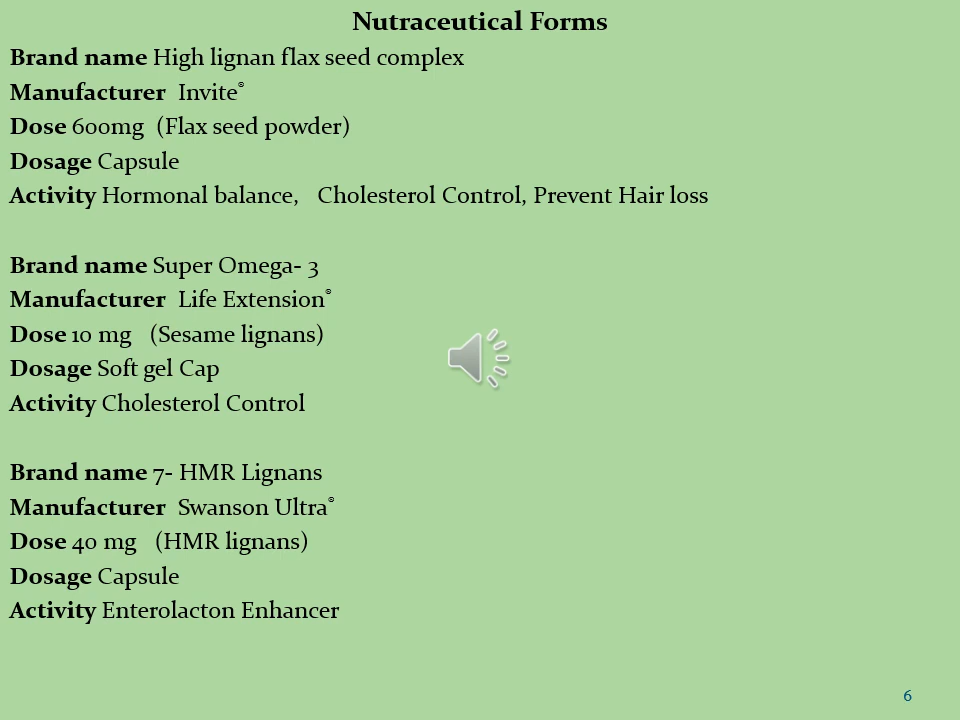 Nutraceutical Forms
Brand name High lignan flax seed complex
Manufacturer  Invite®
Dose 600mg  (Flax seed powder)
Dosage Capsule
Activity Hormonal balance,   Cholesterol Control, Prevent Hair loss
Brand name Super Omega- 3
Manufacturer  Life Extension®
Dose 10 mg   (Sesame lignans)
Dosage Soft gel Cap
Activity Cholesterol Control
Brand name 7- HMR Lignans
Manufacturer  Swanson Ultra®
Dose 40 mg   (HMR lignans)
Dosage Capsule
Activity Enterolacton Enhancer
6